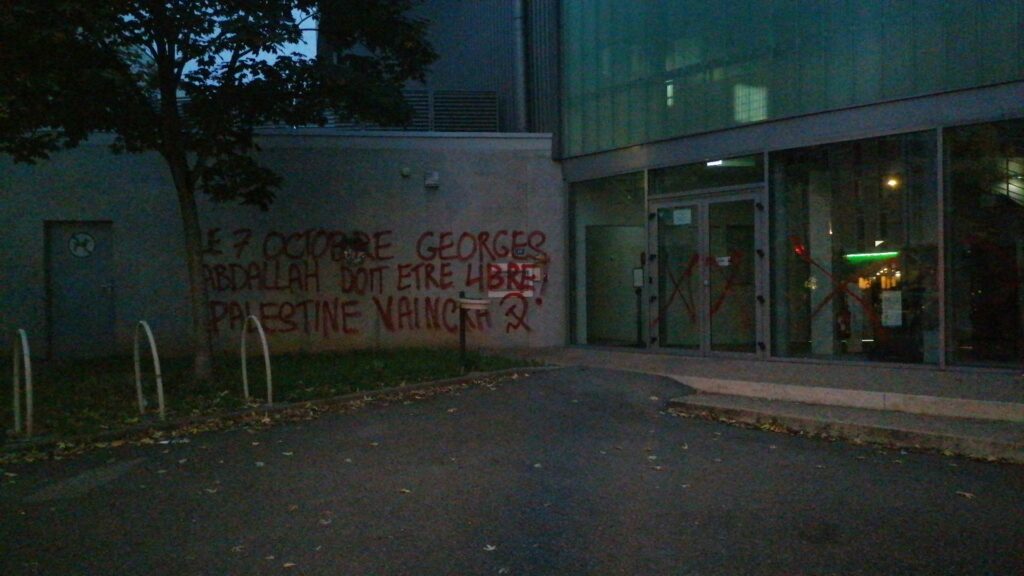 LE 7 OCTOBRE GEORGES
ABDALLAH DOIT ETRE LIBRE !
PALESTINE VAINCRA